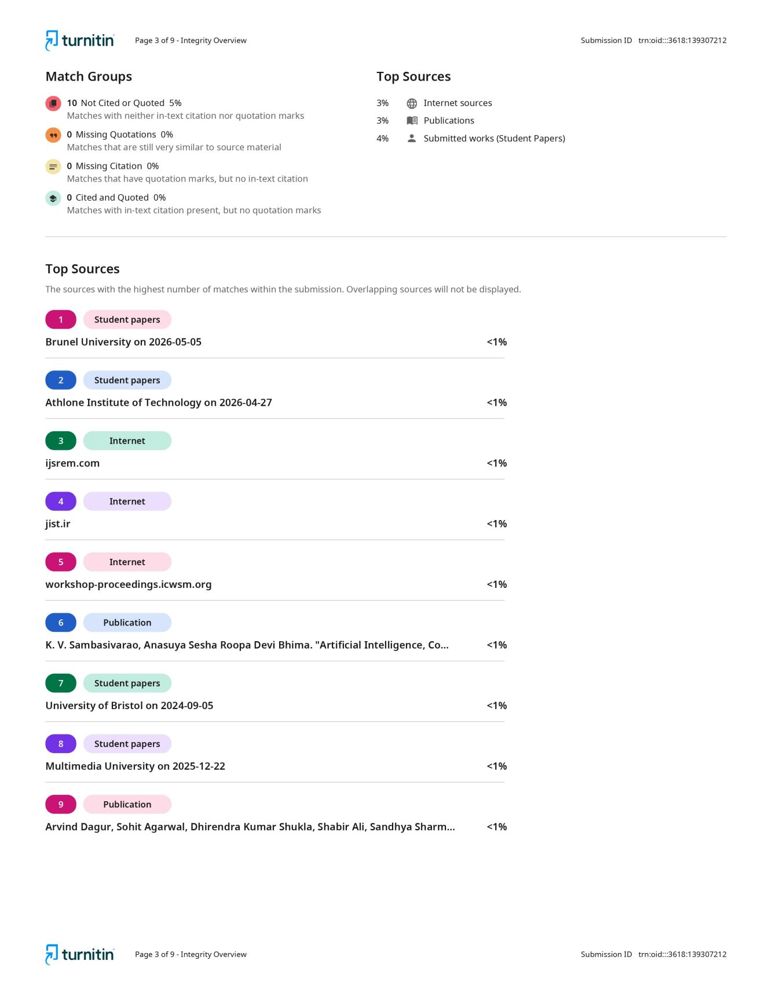 turnitin Page 3 of 9 - Integrity Overview Submission ID trn:oid:::3618:139307212
Match Groups
10 Not Cited or Quoted 5%
Matches with neither in-text citation nor quotation marks
0 Missing Quotations 0%
Matches that are still very similar to source material
0 Missing Citation 0%
Matches that have quotation marks, but no in-text citation
0 Cited and Quoted 0%
Matches with in-text citation present, but no quotation marks
Top Sources
3% Internet sources
3% Publications
4% Submitted works (Student Papers)
Top Sources
The sources with the highest number of matches within the submission. Overlapping sources will not be displayed.
1 Student papers
Brunel University on 2026-05-05 <1%
2 Student papers
Athlone Institute of Technology on 2026-04-27 <1%
3 Internet
ijsrem.com <1%
4 Internet
jist.ir <1%
5 Internet
workshop-proceedings.icwsm.org <1%
6 Publication
K. V. Sambasivarao, Anasuya Sesha Roopa Devi Bhima. "Artificial Intelligence, Co... <1%
7 Student papers
University of Bristol on 2024-09-05 <1%
8 Student papers
Multimedia University on 2025-12-22 <1%
9 Publication
Arvind Dagur, Sohit Agarwal, Dhirendra Kumar Shukla, Shabir Ali, Sandhya Sharm... <1%
turnitin Page 3 of 9 - Integrity Overview Submission ID trn:oid:::3618:139307212